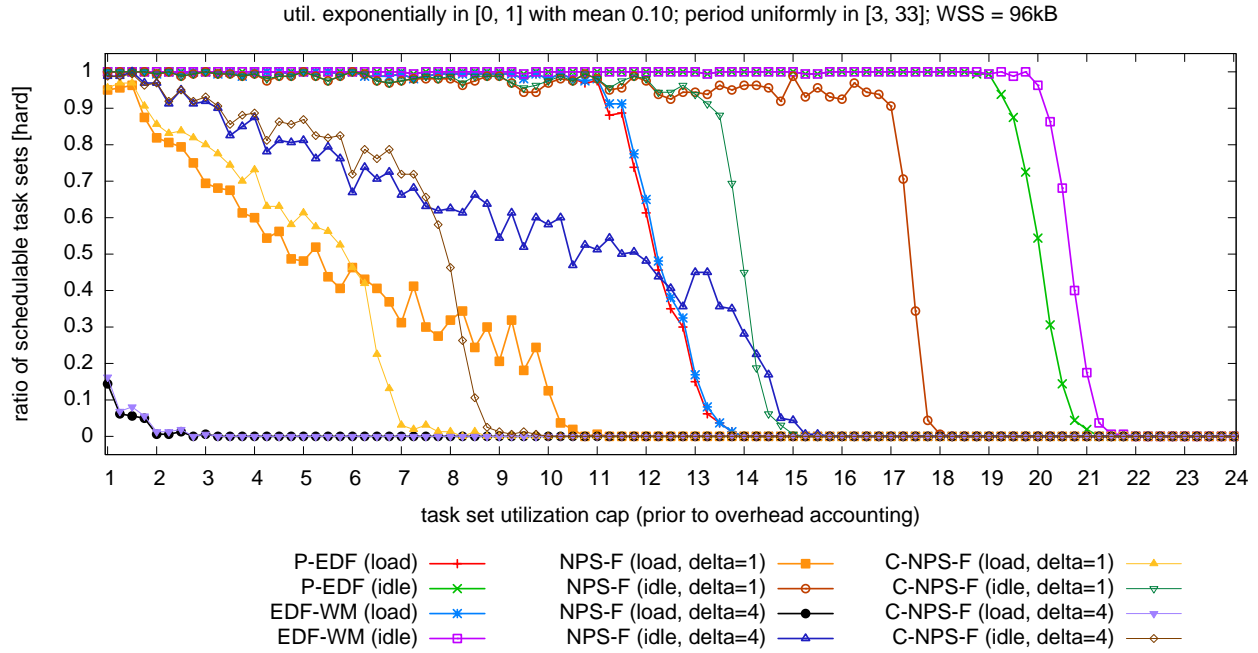 util. exponentially in [0, 1] with mean 0.10; period uniformly in [3, 33]; WSS = 96kB
ratio of schedulable task sets [hard]
1
0.9
0.8
0.7
0.6
0.5
0.4
0.3
0.2
0.1
0
1 2 3 4 5 6 7 8 9 10 11 12 13 14 15 16 17 18 19 20 21 22 23 24
task set utilization cap (prior to overhead accounting)
P-EDF (load) NPS-F (load, delta=1) C-NPS-F (load, delta=1)
P-EDF (idle) NPS-F (idle, delta=1) C-NPS-F (idle, delta=1)
EDF-WM (load) NPS-F (load, delta=4) C-NPS-F (load, delta=4)
EDF-WM (idle) NPS-F (idle, delta=4) C-NPS-F (idle, delta=4)